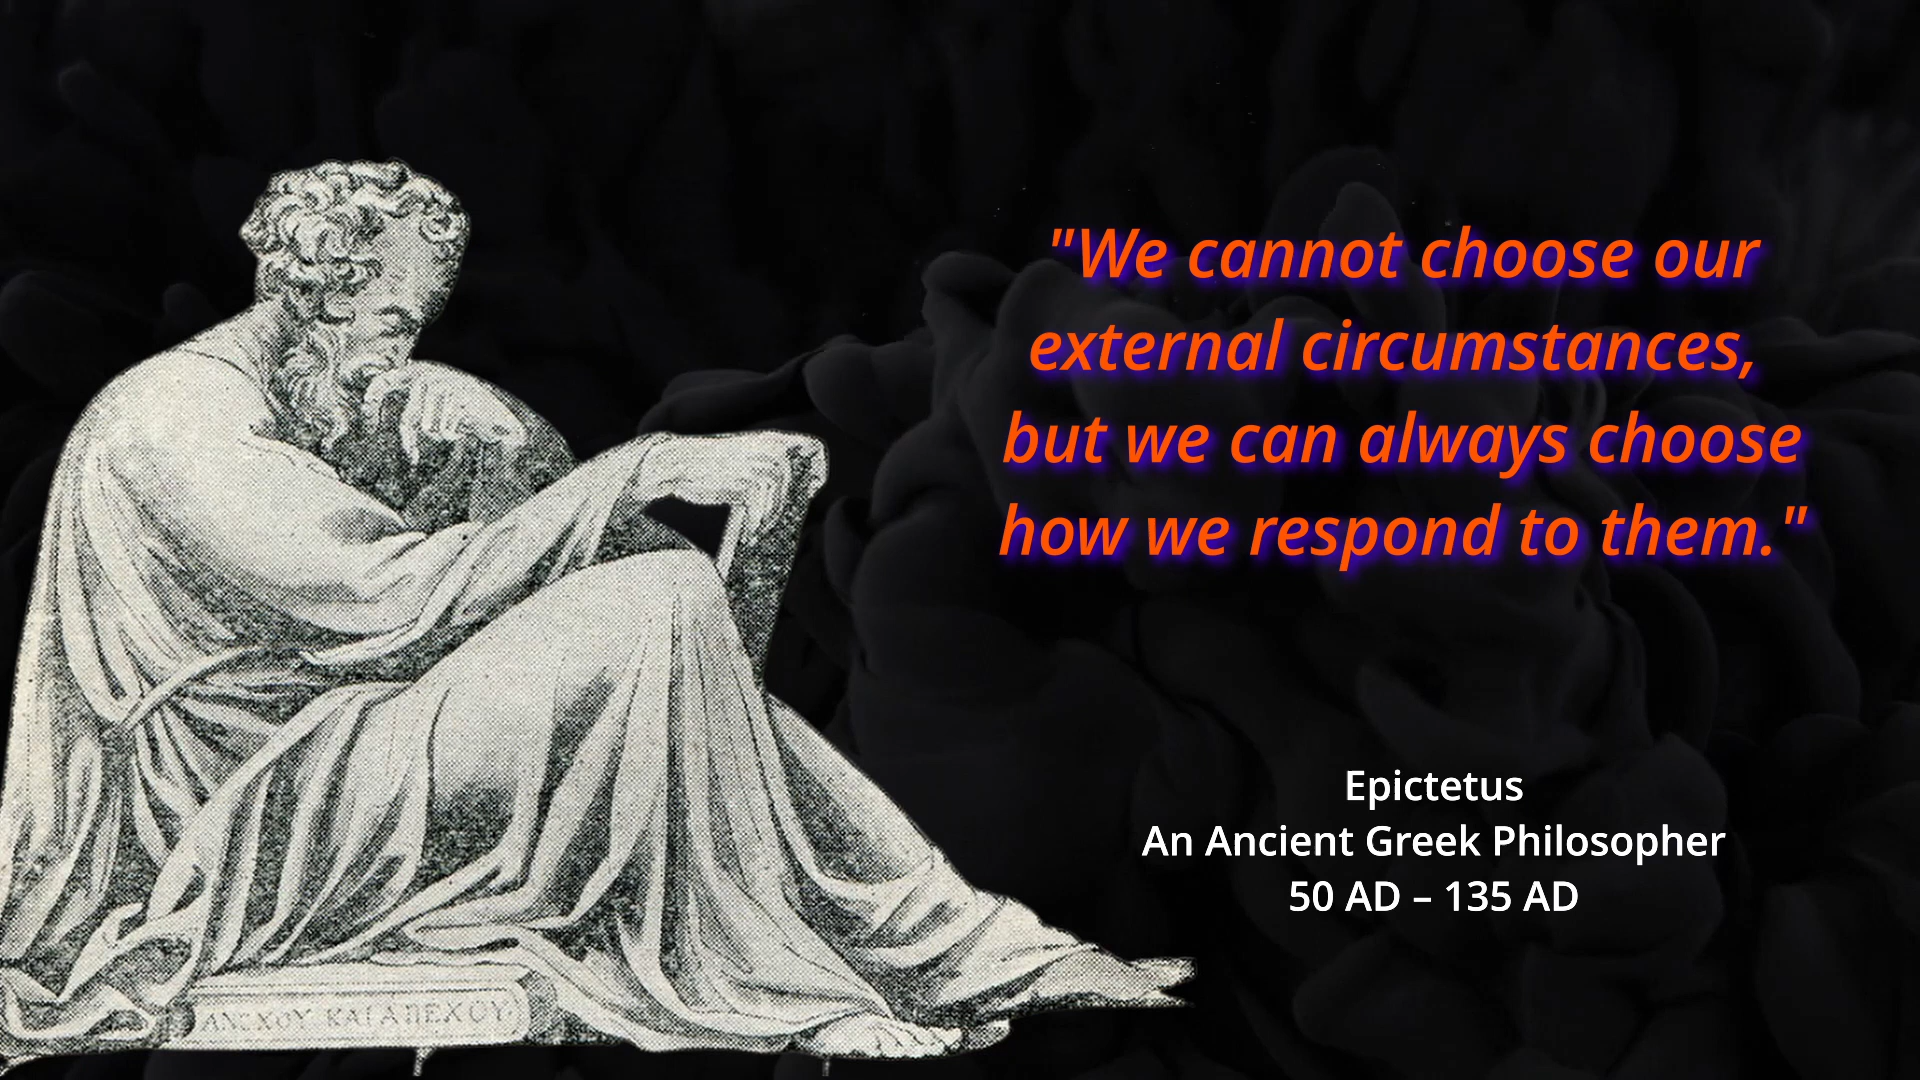 "We cannot choose our
external circumstances,
but we can always choose
how we respond to them."
Epictetus
An Ancient Greek Philosopher
50 AD – 135 AD
ΑΝΕΧΟΥ ΚΑΙ ΑΠΕΧΟΥ